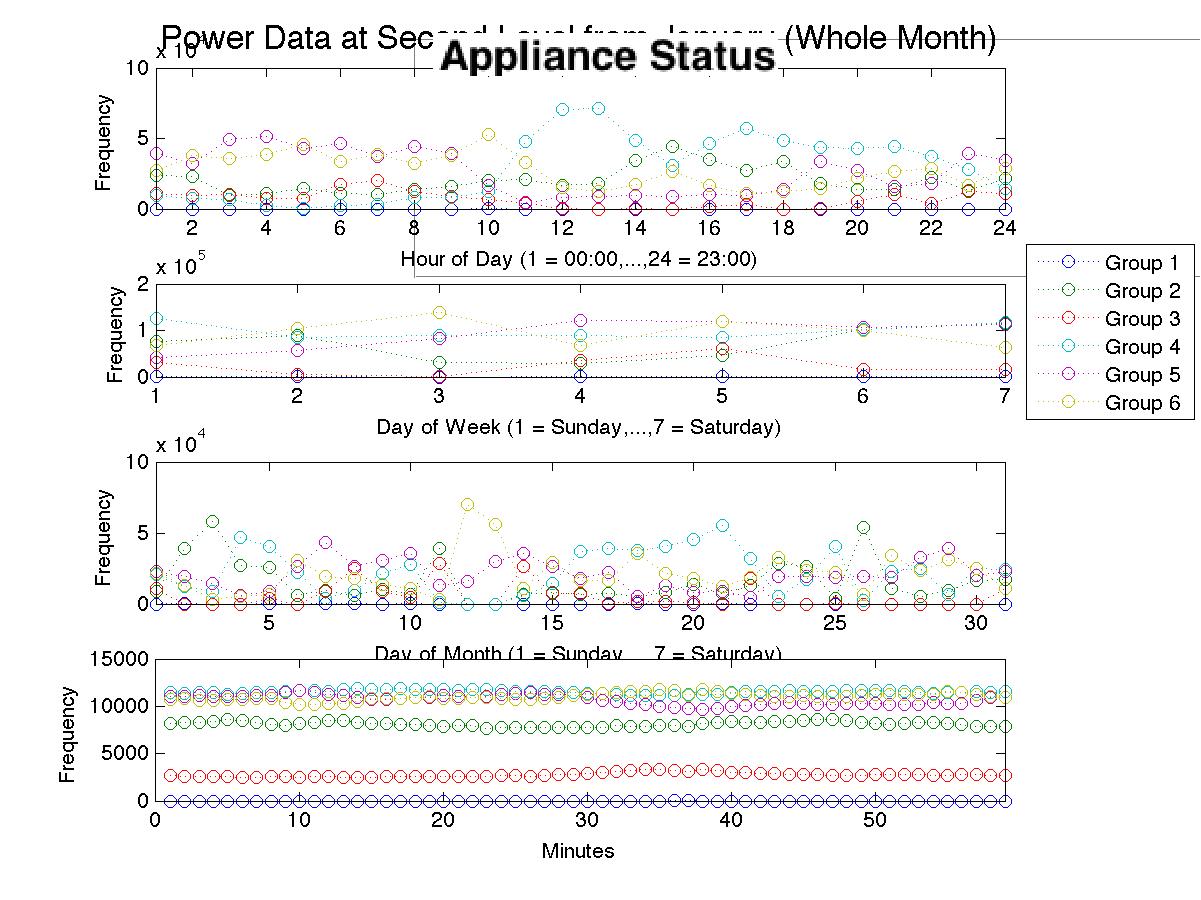 Power Data at Second Level from January (Whole Month)
Appliance Status
x 10
10
5
0
Frequency
2 4 6 8 10 12 14 16 18 20 22 24
Hour of Day (1 = 00:00,...,24 = 23:00)
x 10^5
2
1
0
Frequency
1 2 3 4 5 6 7
Day of Week (1 = Sunday,...,7 = Saturday)
Group 1
Group 2
Group 3
Group 4
Group 5
Group 6
x 10^4
10
5
0
Frequency
5 10 15 20 25 30
Day of Month (1 = Sunday,...,7 = Saturday)
15000
10000
5000
0
Frequency
0 10 20 30 40 50
Minutes